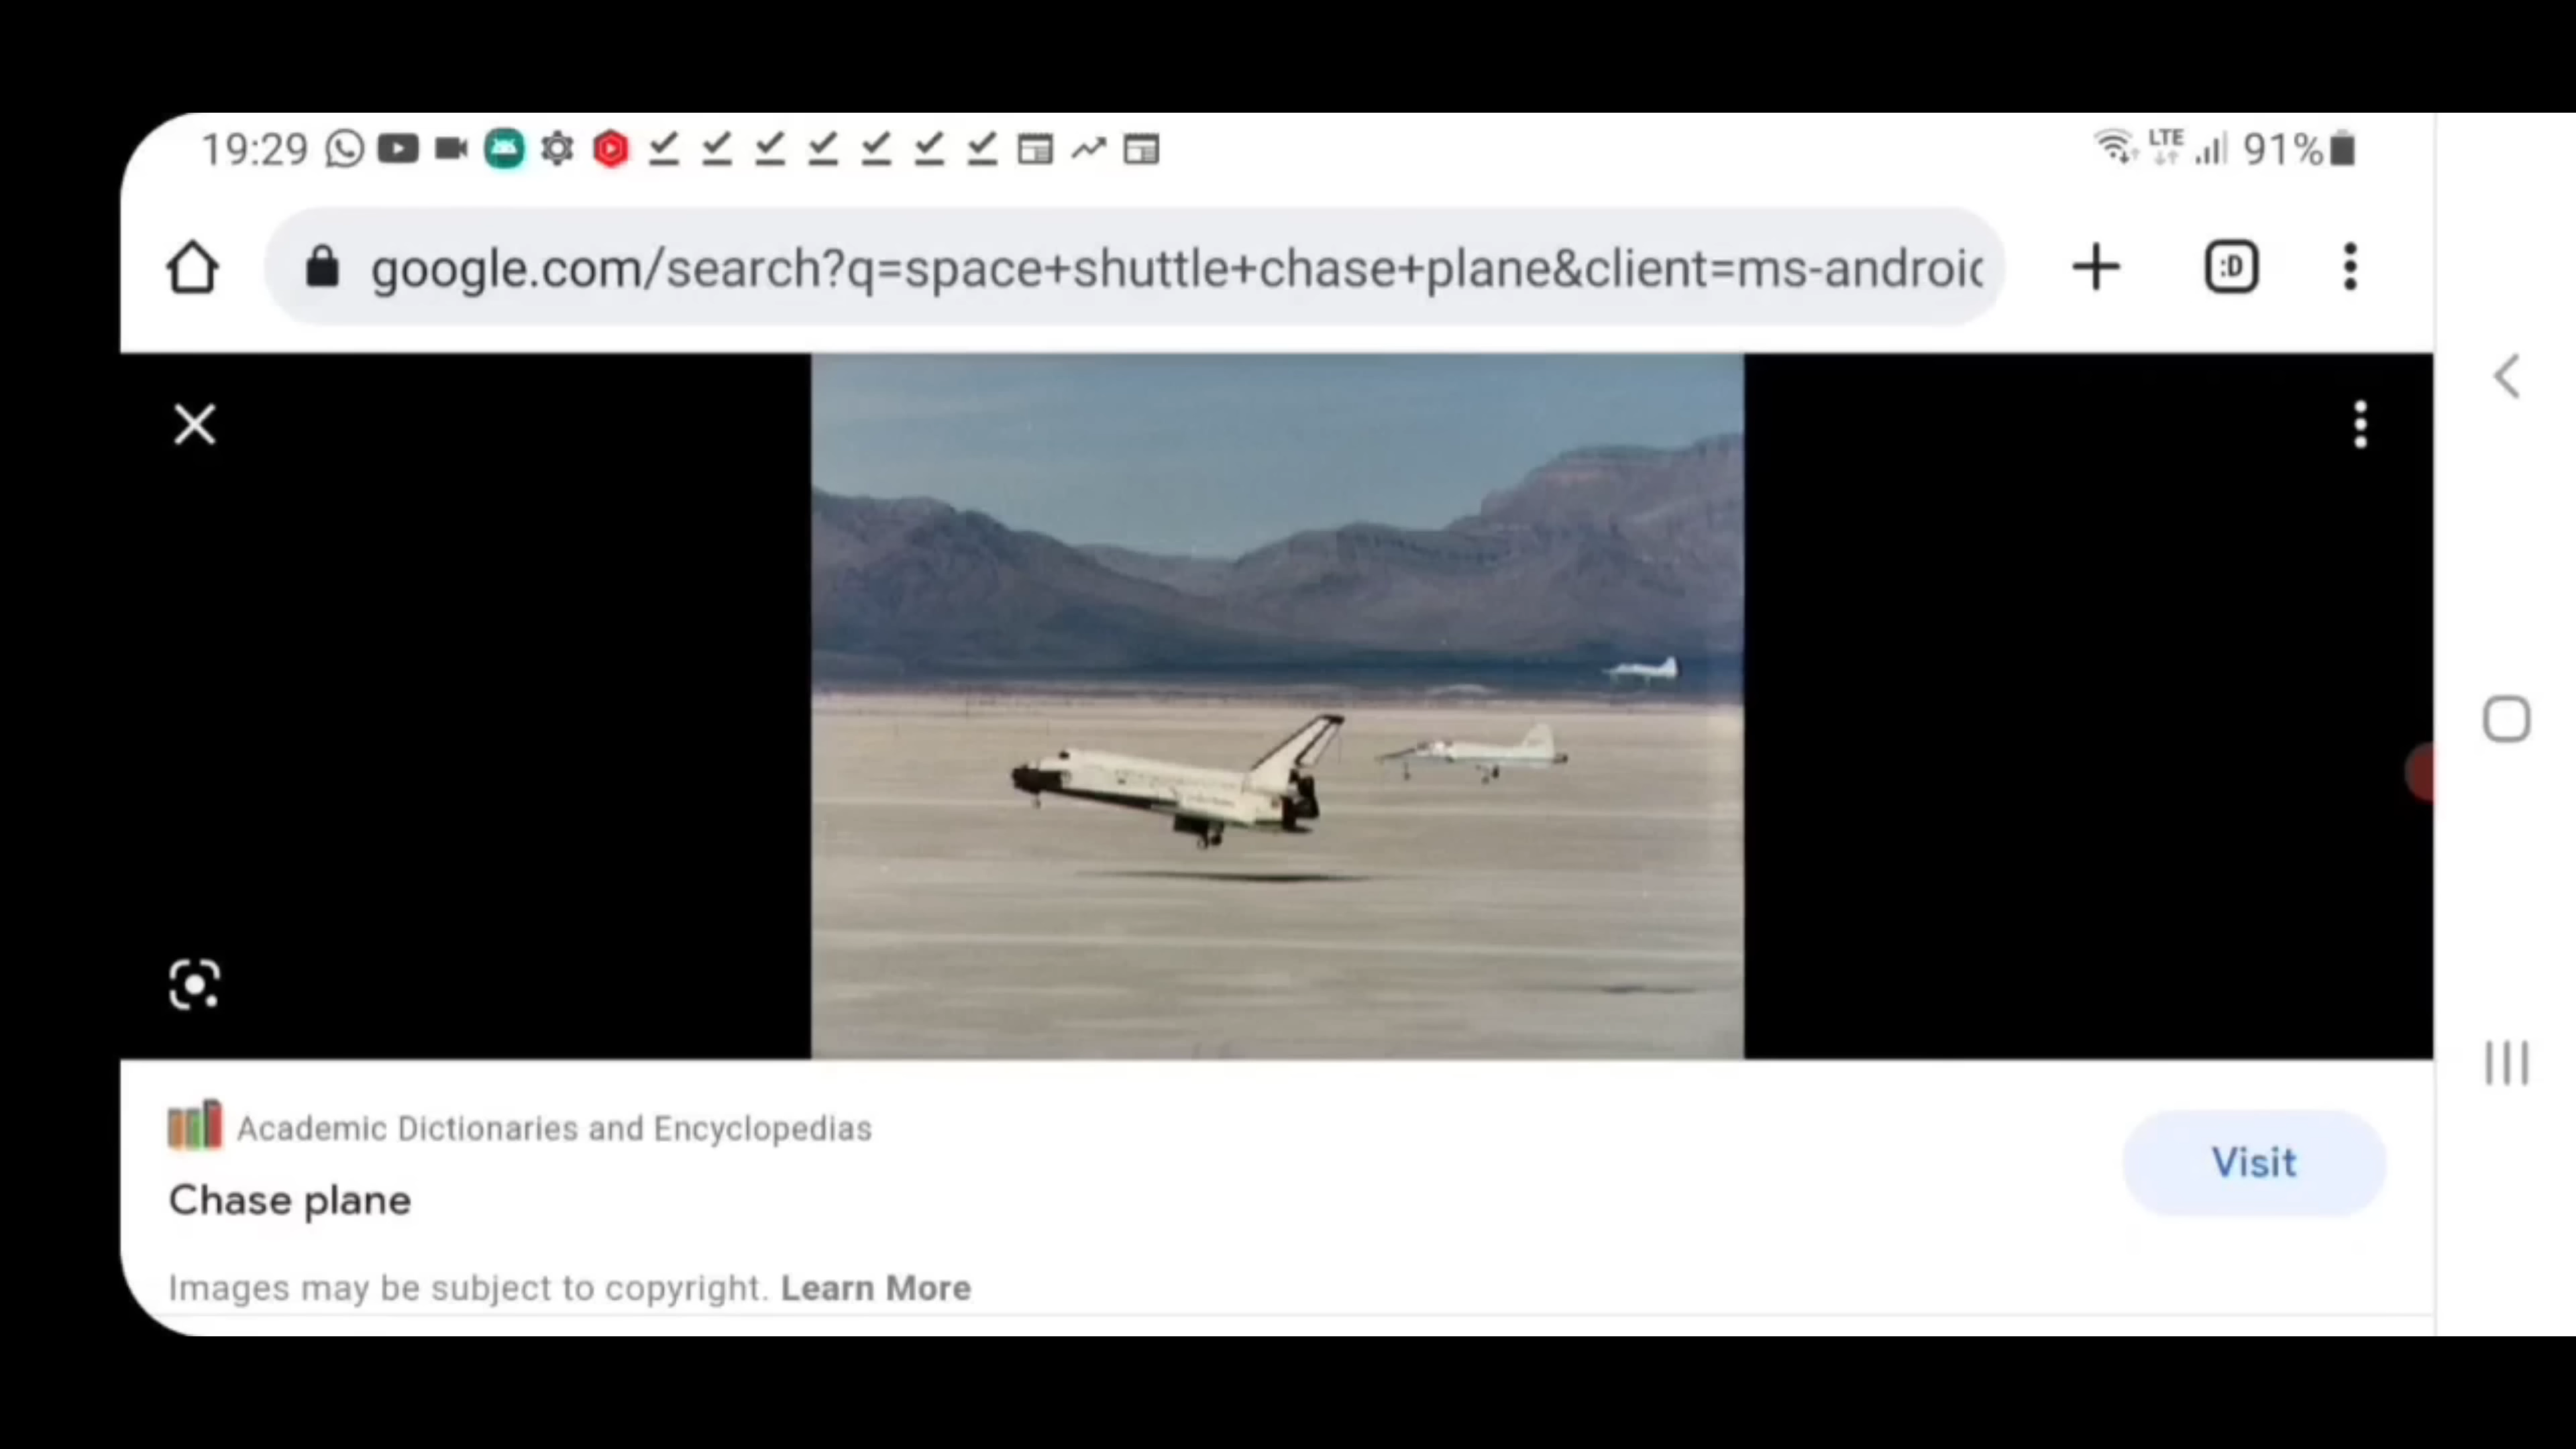 19:29 LTE 91%
google.com/search?q=space+shuttle+chase+plane&client=ms-android
:D
Academic Dictionaries and Encyclopedias
Chase plane
Visit
Images may be subject to copyright. Learn More